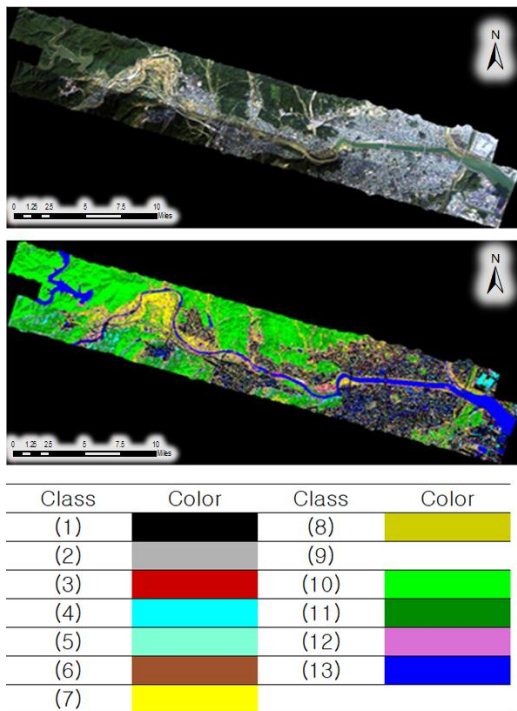 N
0 1.25 2.5 5 7.5 10
Miles
N
0 1.25 2.5 5 7.5 10
Miles
Class Color Class Color
(1) (8)
(2) (9)
(3) (10)
(4) (11)
(5) (12)
(6) (13)
(7)